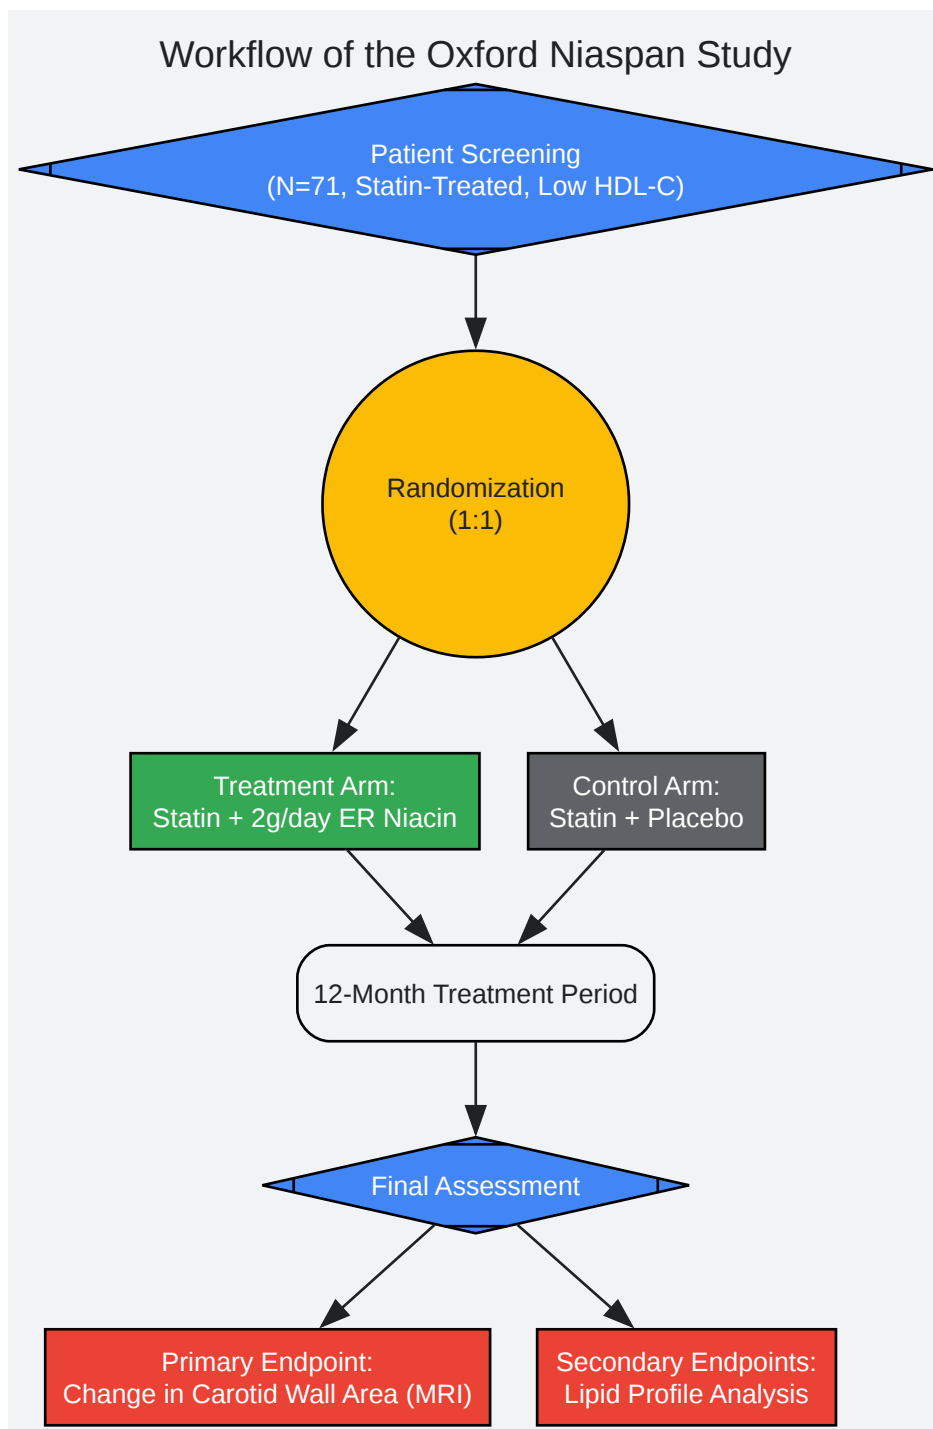 Workflow of the Oxford Niaspan Study
Patient Screening
(N=71, Statin-Treated, Low HDL-C)
Randomization
(1:1)
Treatment Arm:
Statin + 2g/day ER Niacin
Control Arm:
Statin + Placebo
12-Month Treatment Period
Final Assessment
Primary Endpoint:
Change in Carotid Wall Area (MRI)
Secondary Endpoints:
Lipid Profile Analysis